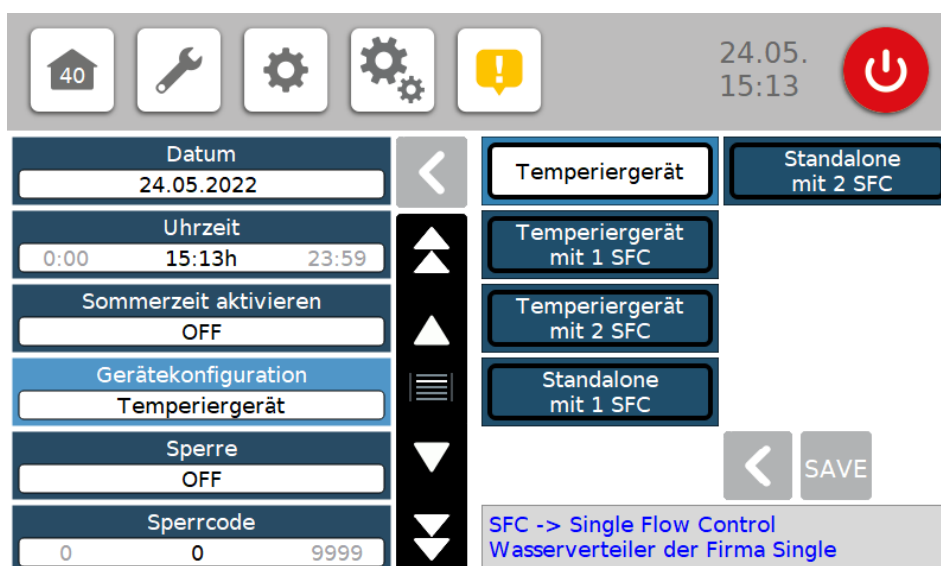 40
!
24.05.
15:13
Datum
24.05.2022
Uhrzeit
0:00 15:13h 23:59
Sommerzeit aktivieren
OFF
Gerätekonfiguration
Temperiergerät
Sperre
OFF
Sperrcode
0 0 9999
Temperiergerät
Standalone
mit 2 SFC
Temperiergerät
mit 1 SFC
Temperiergerät
mit 2 SFC
Standalone
mit 1 SFC
SAVE
SFC -> Single Flow Control
Wasserverteiler der Firma Single